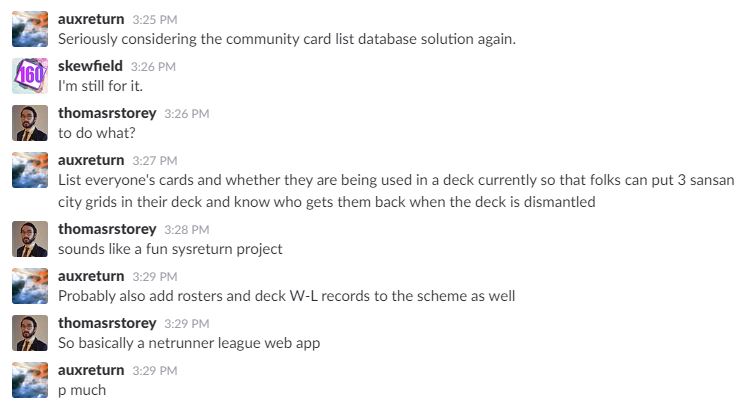 auxreturn 3:25 PM
Seriously considering the community card list database solution again.
160
skewfield 3:26 PM
I'm still for it.
thomasrstorey 3:26 PM
to do what?
auxreturn 3:27 PM
List everyone's cards and whether they are being used in a deck currently so that folks can put 3 sansan
city grids in their deck and know who gets them back when the deck is dismantled
thomasrstorey 3:28 PM
sounds like a fun sysreturn project
auxreturn 3:29 PM
Probably also add rosters and deck W-L records to the scheme as well
thomasrstorey 3:29 PM
So basically a netrunner league web app
auxreturn 3:29 PM
p much